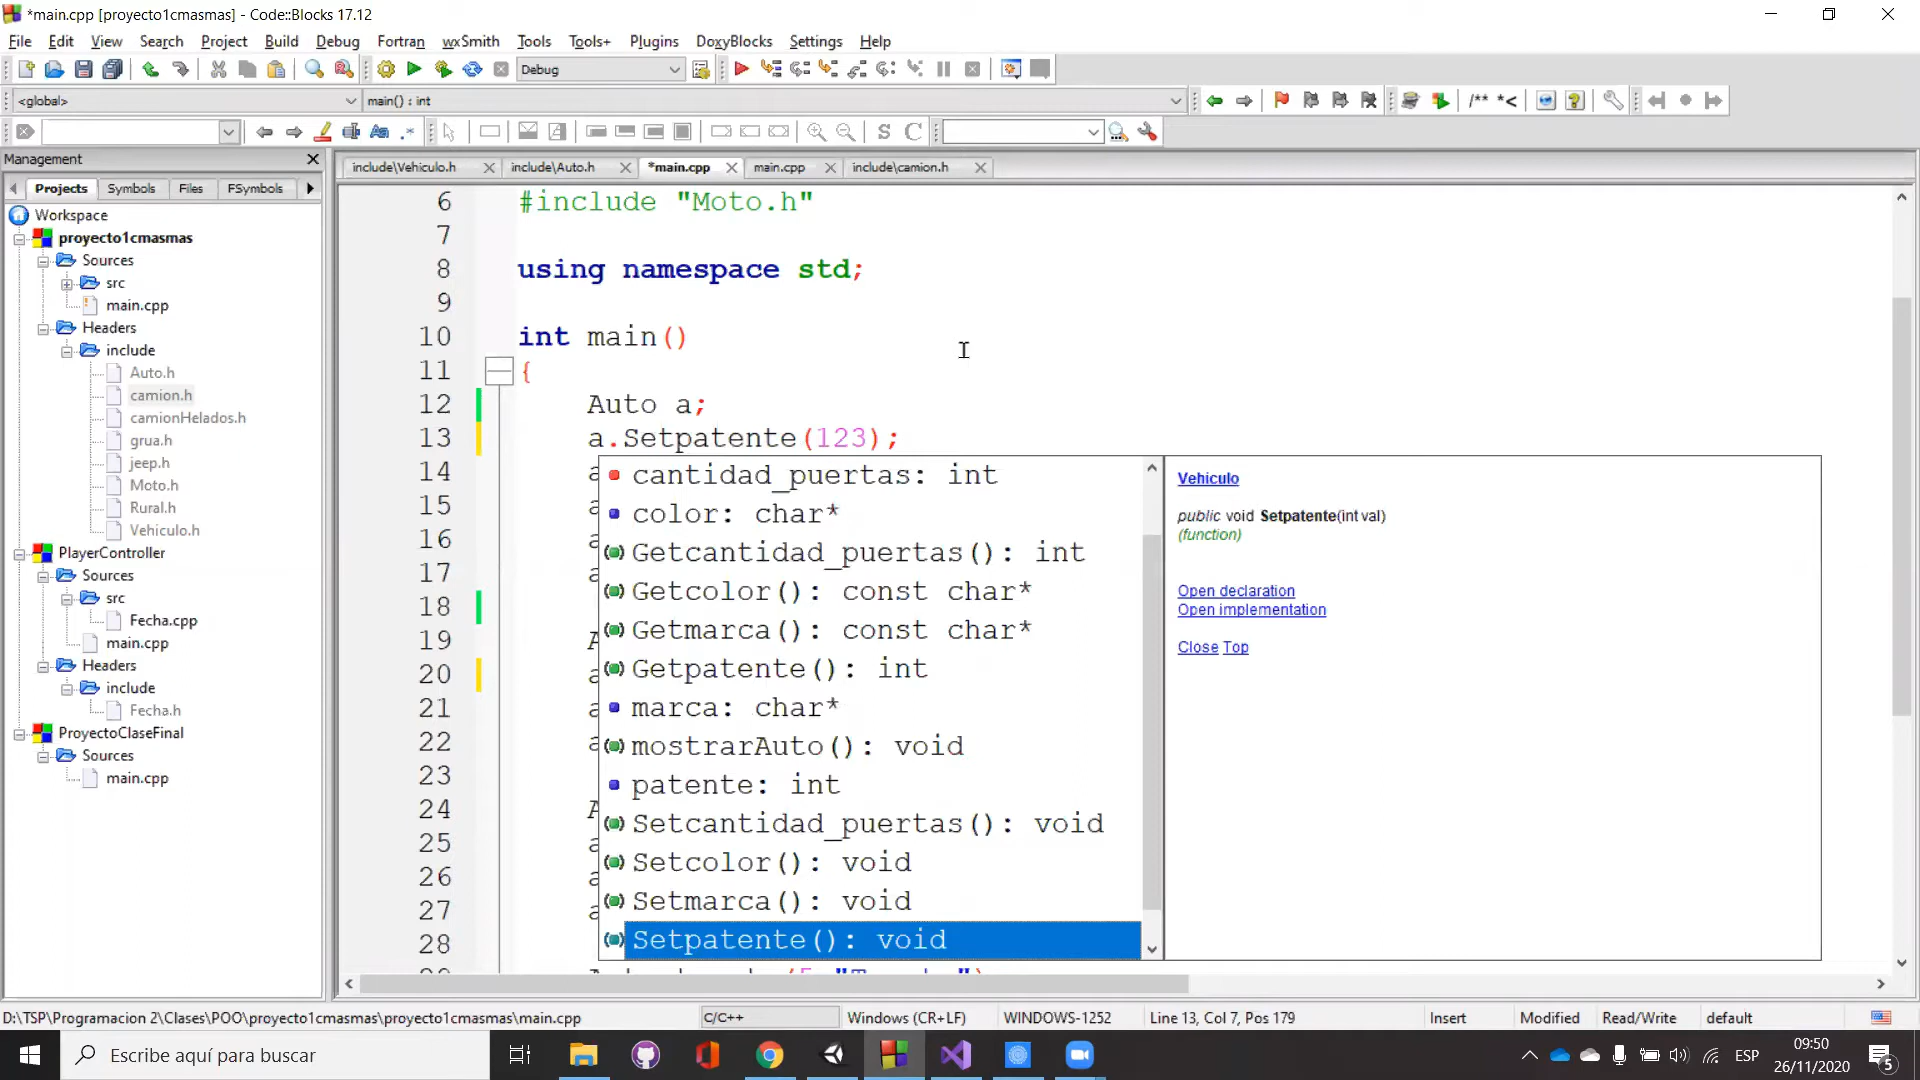 *main.cpp [proyecto1cmasmas] - Code::Blocks 17.12
File Edit View Search Project Build Debug Fortran wxSmith Tools Tools+ Plugins DoxyBlocks Settings Help
Debug
<global> main() : int
/** *<
S C
Management
Projects Symbols Files FSymbols
include\Vehiculo.h include\Auto.h *main.cpp main.cpp include\camion.h
Workspace
proyecto1cmasmas
Sources
src
main.cpp
Headers
include
Auto.h
camion.h
camionHelados.h
grua.h
jeep.h
Moto.h
Rural.h
Vehiculo.h
PlayerController
Sources
src
Fecha.cpp
main.cpp
Headers
include
Fecha.h
ProyectoClaseFinal
Sources
main.cpp
6 #include "Moto.h"
7
8 using namespace std;
9
10 int main()
11 {
12 Auto a;
13 a.Setpatente(123);
14 a
15 a
16 a
17 a
18
19 A
20 a
21 a
22 a
23
24 A
25 a
26 a
27 a
28
cantidad_puertas: int
color: char*
Getcantidad_puertas(): int
Getcolor(): const char*
Getmarca(): const char*
Getpatente(): int
marca: char*
mostrarAuto(): void
patente: int
Setcantidad_puertas(): void
Setcolor(): void
Setmarca(): void
Setpatente(): void
Vehiculo
public void Setpatente(int val)
(function)
Open declaration
Open implementation
Close Top
D:\TSP\Programacion 2\Clases\POO\proyecto1cmasmas\proyecto1cmasmas\main.cpp C/C++ Windows (CR+LF) WINDOWS-1252 Line 13, Col 7, Pos 179 Insert Modified Read/Write default
Escribe aquí para buscar
ESP
09:50
26/11/2020
5